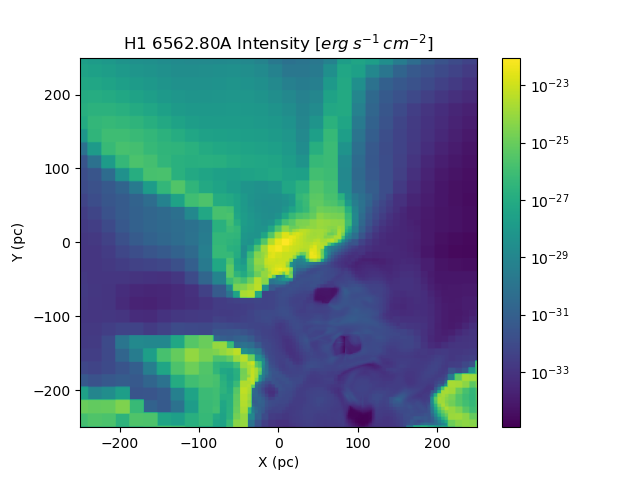 H1 6562.80A Intensity [erg s⁻¹ cm⁻²]
200
100
0
−100
−200
Y (pc)
−200 −100 0 100 200
X (pc)
10⁻²³
10⁻²⁵
10⁻²⁷
10⁻²⁹
10⁻³¹
10⁻³³